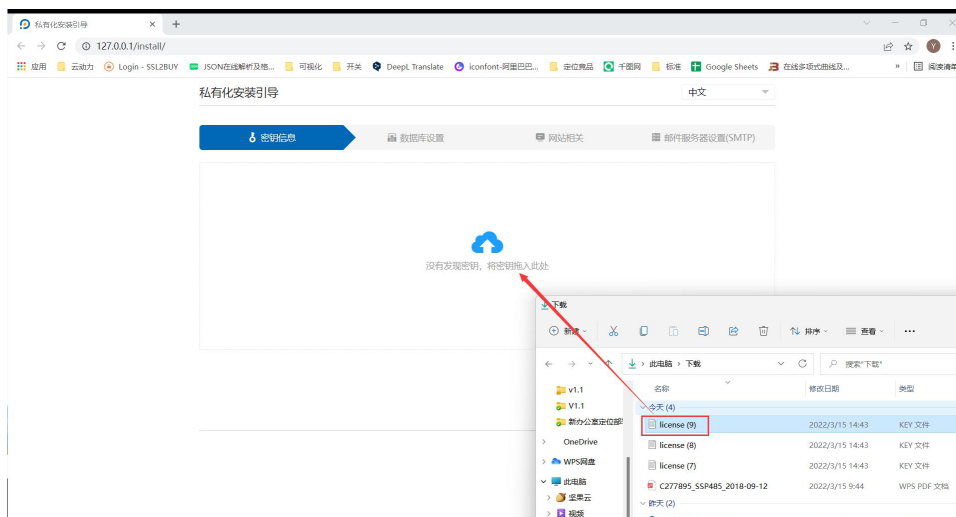 私有化安装引导
127.0.0.1/install/
Y
应用 云动力 Login - SSL2BUY JSON在线解析及格... 可视化 开关 DeepL Translate iconfont-阿里巴巴... 定位竞品 千图网 标准 Google Sheets 在线多项式曲线及... » 阅读清单
私有化安装引导 中文
密钥信息 数据库设置 网站相关 邮件服务器设置(SMTP)
没有发现密钥，将密钥拖入此处
下载
新建 排序 查看 ...
此电脑 › 下载 搜索"下载"
名称 修改日期 类型
v1.1
今天 (4)
V1.1
新办公室定位部
license (9) 2022/3/15 14:43 KEY 文件
OneDrive
license (8) 2022/3/15 14:43 KEY 文件
WPS网盘
license (7) 2022/3/15 14:43 KEY 文件
此电脑
C277895_SSP485_2018-09-12 2022/3/15 9:44 WPS PDF 文档
坚果云
昨天 (2)
视频